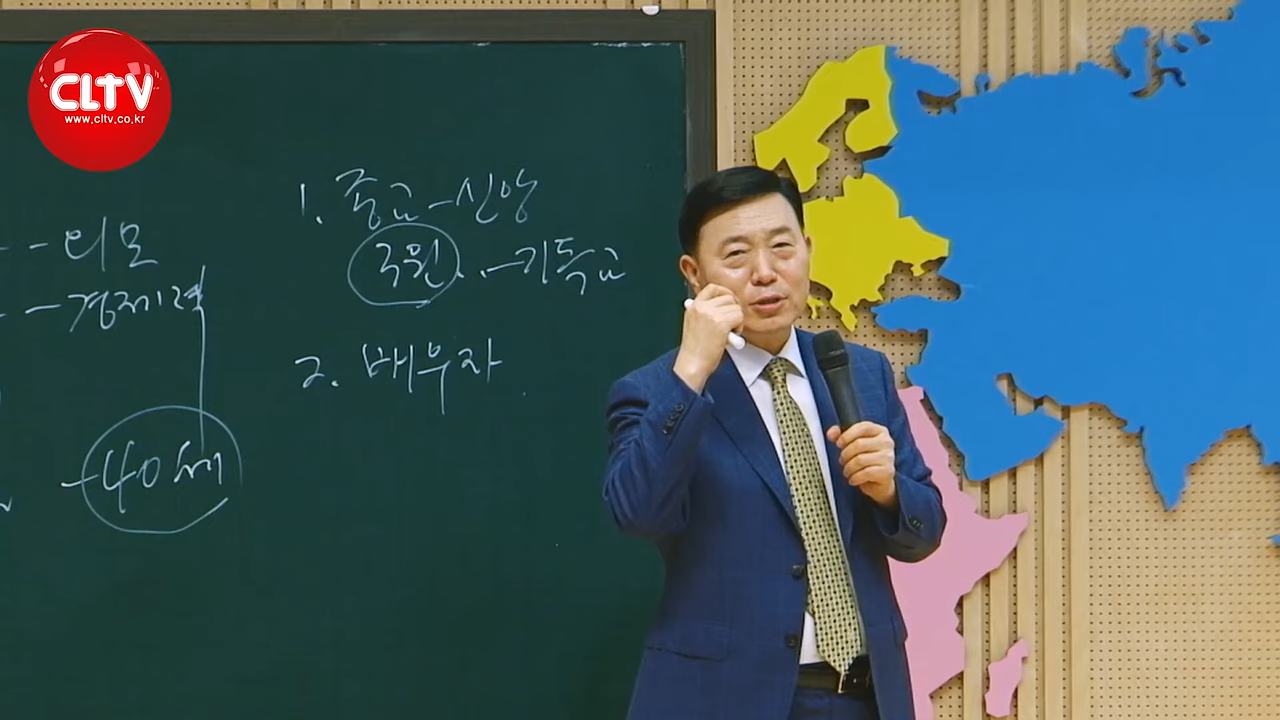 CLTV
www.cltv.co.kr
- 외모
- 경제력
40세
1. 종교-신앙
구원. . -기독교
2. 배우자